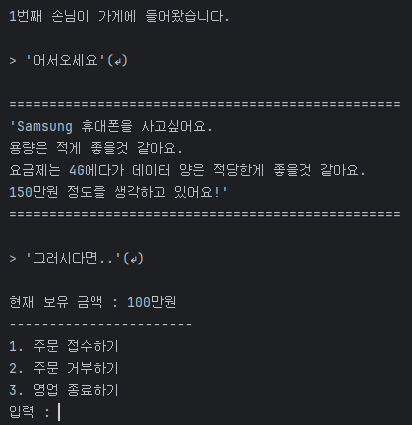 1번째 손님이 가게에 들어왔습니다.
> '어서오세요'(↲)
=================================================
'Samsung 휴대폰을 사고싶어요.
용량은 적게 좋을것 같아요.
요금제는 4G에다가 데이터 양은 적당한게 좋을것 같아요.
150만원 정도를 생각하고 있어요!'
=================================================
> '그러시다면..'(↲)
현재 보유 금액 : 100만원
-----------------------
1. 주문 접수하기
2. 주문 거부하기
3. 영업 종료하기
입력 :